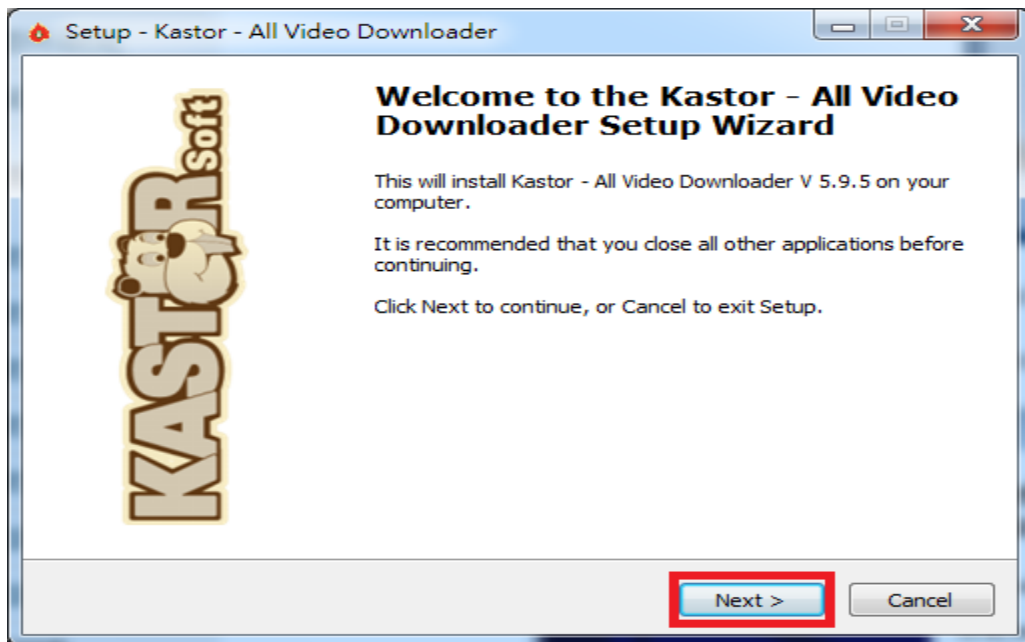 Setup - Kastor - All Video Downloader
KASTOR Soft
Welcome to the Kastor - All Video
Downloader Setup Wizard
This will install Kastor - All Video Downloader V 5.9.5 on your
computer.
It is recommended that you close all other applications before
continuing.
Click Next to continue, or Cancel to exit Setup.
Next >
Cancel